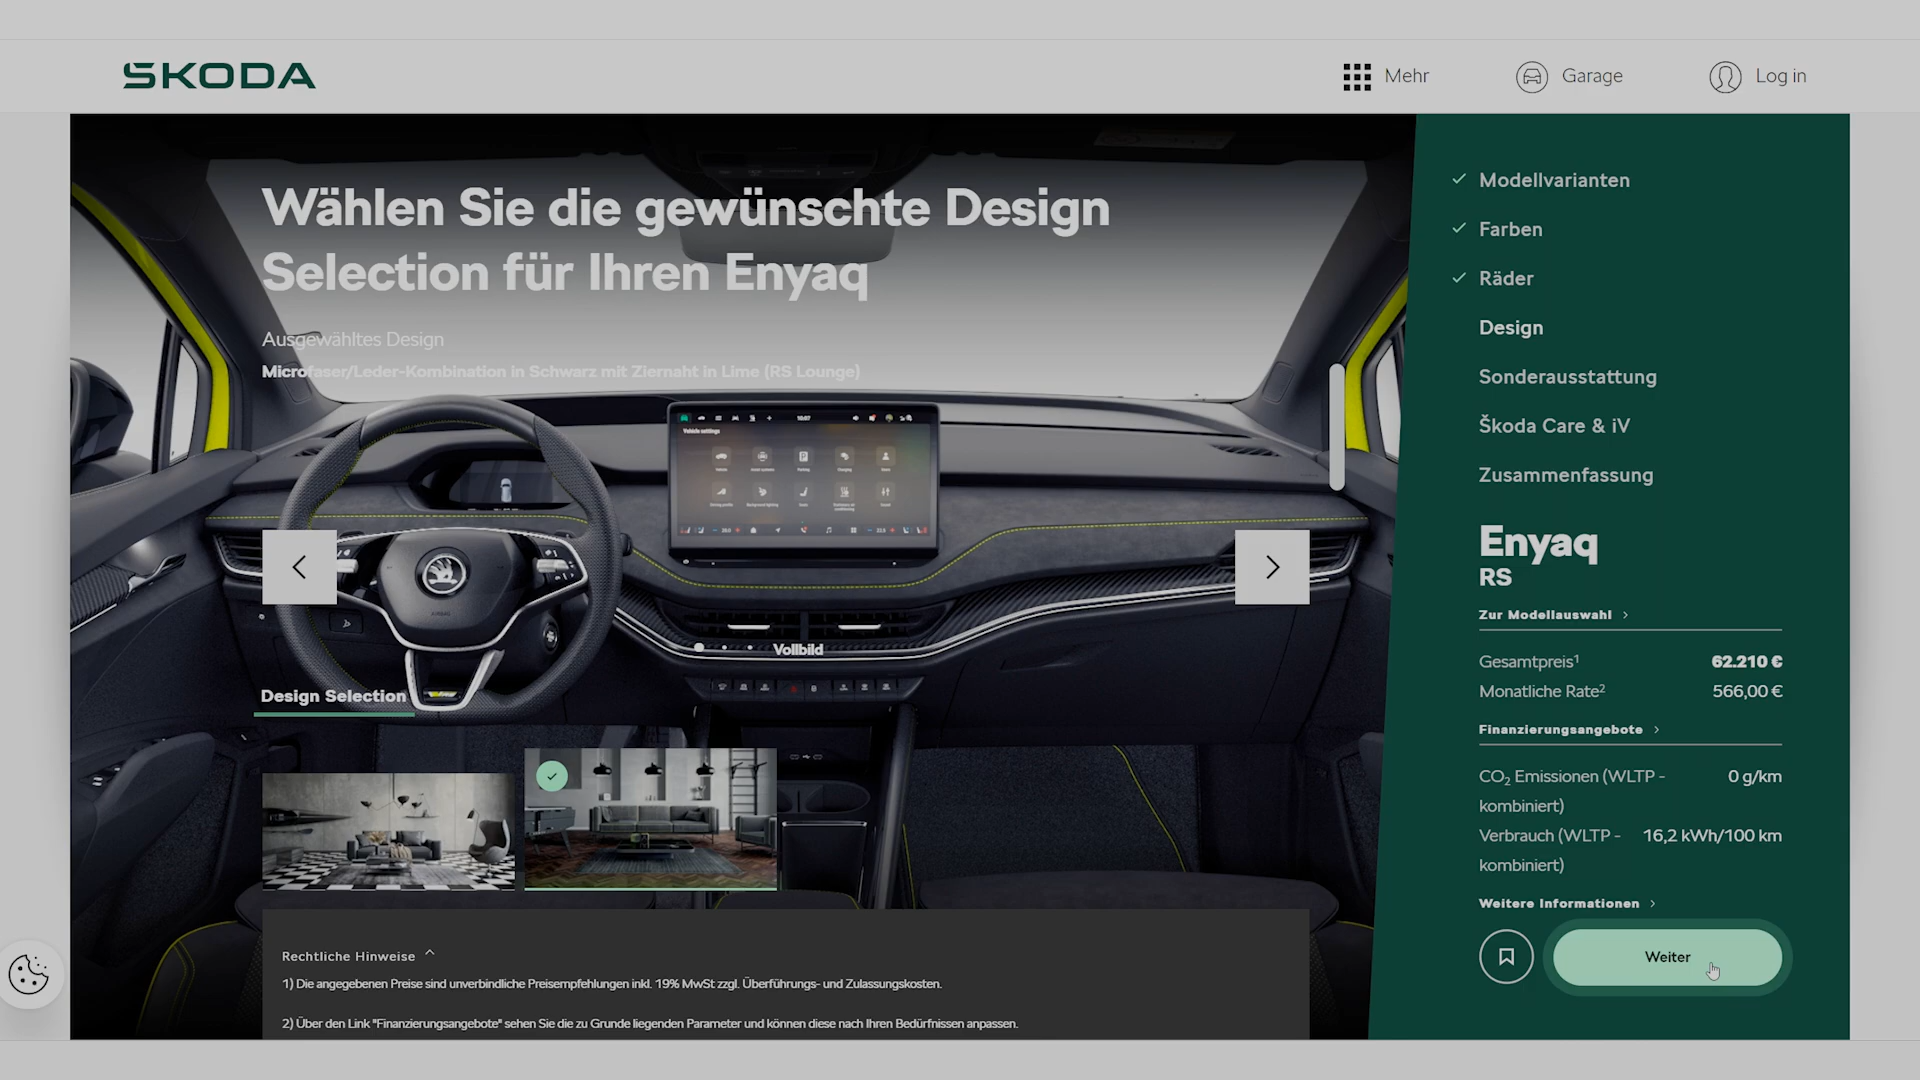 ŠKODA
Mehr
Garage
Log in
Wählen Sie die gewünschte Design
Selection für Ihren Enyaq
Ausgewähltes Design
Microfaser/Leder-Kombination in Schwarz mit Ziernaht in Lime (RS Lounge)
Vehicle settings
10:07
Vollbild
Design Selection
Rechtliche Hinweise
1) Die angegebenen Preise sind unverbindliche Preisempfehlungen inkl. 19% MwSt zzgl. Überführungs- und Zulassungskosten.
2) Über den Link "Finanzierungsangebote" sehen Sie die zu Grunde liegenden Parameter und können diese nach Ihren Bedürfnissen anpassen.
Modellvarianten
Farben
Räder
Design
Sonderausstattung
Škoda Care & iV
Zusammenfassung
Enyaq
RS
Zur Modellauswahl
Gesamtpreis¹ 62.210 €
Monatliche Rate² 566,00 €
Finanzierungsangebote
CO₂ Emissionen (WLTP - 0 g/km
kombiniert)
Verbrauch (WLTP - 16,2 kWh/100 km
kombiniert)
Weitere Informationen
Weiter